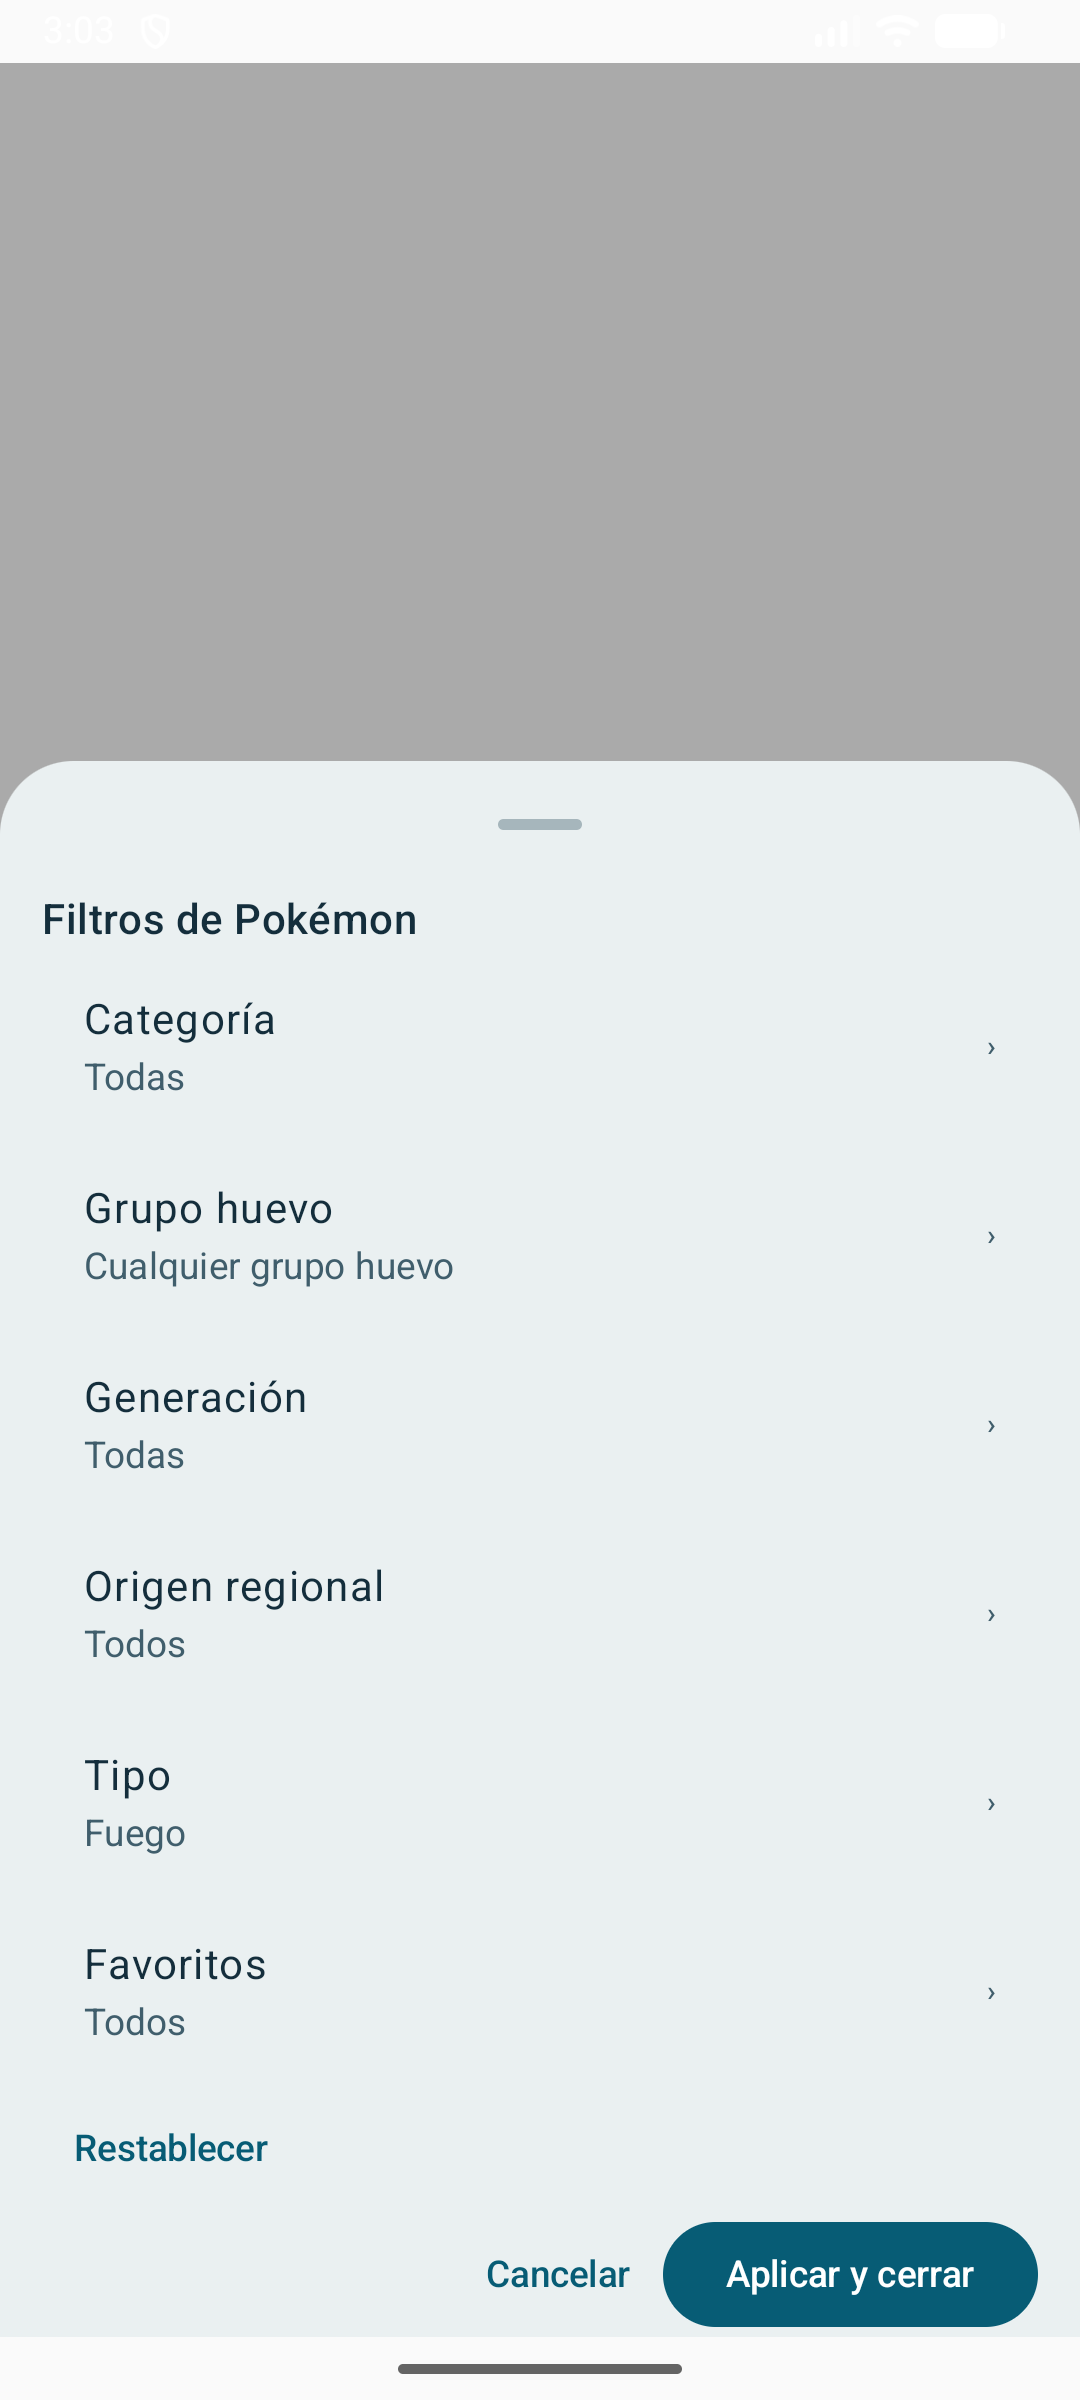 3:03
Filtros de Pokémon
Categoría
Todas
›
Grupo huevo
Cualquier grupo huevo
›
Generación
Todas
›
Origen regional
Todos
›
Tipo
Fuego
›
Favoritos
Todos
›
Restablecer
Cancelar
Aplicar y cerrar